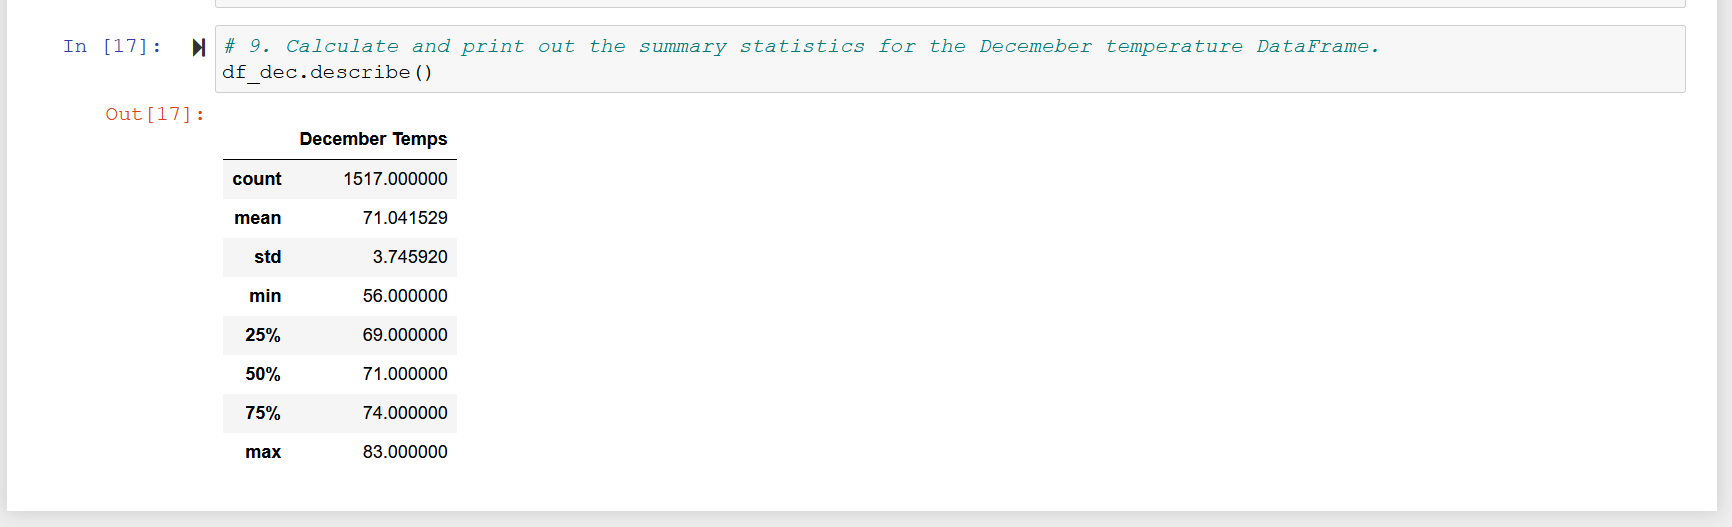 In [17]:
# 9. Calculate and print out the summary statistics for the Decemeber temperature DataFrame.
df_dec.describe()
Out[17]:
December Temps
count 1517.000000
mean 71.041529
std 3.745920
min 56.000000
25% 69.000000
50% 71.000000
75% 74.000000
max 83.000000